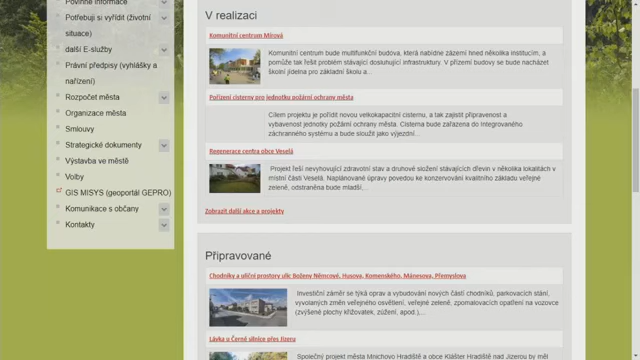 Povinné informace
Potřebuji si vyřídit (životní
situace)
další E-služby
Právní předpisy (vyhlášky a
nařízení)
Rozpočet města
Organizace města
Smlouvy
Strategické dokumenty
Výstavba ve městě
Volby
GIS MISYS (geoportál GEPRO)
Komunikace s občany
Kontakty
V realizaci
Komunitní centrum Mírová
Komunitní centrum bude multifunkční budova, která nabídne zázemí hned několika institucím, a
pomůže tak řešit problém stávající dosluhující infrastruktury. V přízemí budovy se bude nacházet
školní jídelna pro základní školu a...
Pořízení cisterny pro jednotku požární ochrany města
Cílem projektu je pořídit novou velkokapacitní cisternu, a tak zajistit připravenost a
vybavenost jednotky požární ochrany města. Cisterna bude zařazena do integrovaného
záchranného systému a bude sloužit jako výjezdní...
Regenerace centra obce Veselá
Projekt řeší nevyhovující zdravotní stav a druhové složení stávajících dřevin v několika lokalitách v
místní části Veselá. Naplánované úpravy povedou ke konzervování kvalitního základu veřejné
zeleně, odstraněna bude mladší...
Zobrazit další akce a projekty
Připravované
Chodníky a uliční prostory ulic Boženy Němcové, Husova, Komenského, Mánesova, Přemyslova
Investiční záměr se týká oprav a vybudování nových částí chodníků, parkovacích stání,
vyvolaných změn veřejného osvětlení, veřejné zeleně, zpomalovacích opatření na vozovce
(zvýšené plochy křižovatek, zúžení, apod.)...
Lávka u Černé silnice přes Jizeru
Společný projekt města Mnichovo Hradiště a obce Klášter Hradiště nad Jizerou by měl